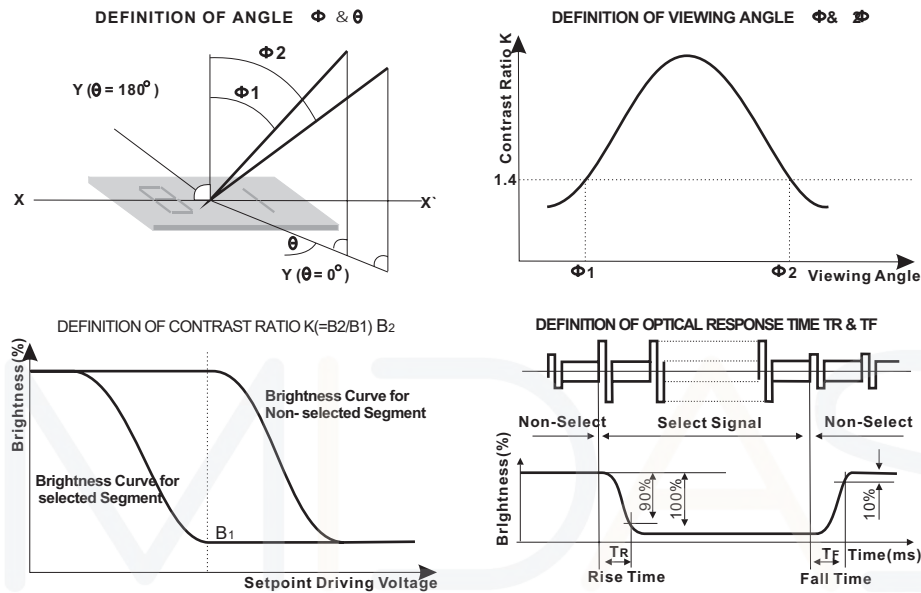 DEFINITION OF ANGLE Φ & θ
Φ2
Φ1
Y (θ = 180°)
X
X`
θ
Y (θ = 0°)
DEFINITION OF VIEWING ANGLE Φ&
Contrast Ratio K
1.4
Φ1
Φ2
Viewing Angle
DEFINITION OF CONTRAST RATIO K(=B2/B1) B2
Brightness(%)
Brightness Curve for
Non- selected Segment
Brightness Curve for
selected Segment
B1
Setpoint Driving Voltage
DEFINITION OF OPTICAL RESPONSE TIME TR & TF
Non-Select
Select Signal
Non-Select
Brightness(%)
90%
100%
10%
TR
TF
Time(ms)
Rise Time
Fall Time
MIDAS